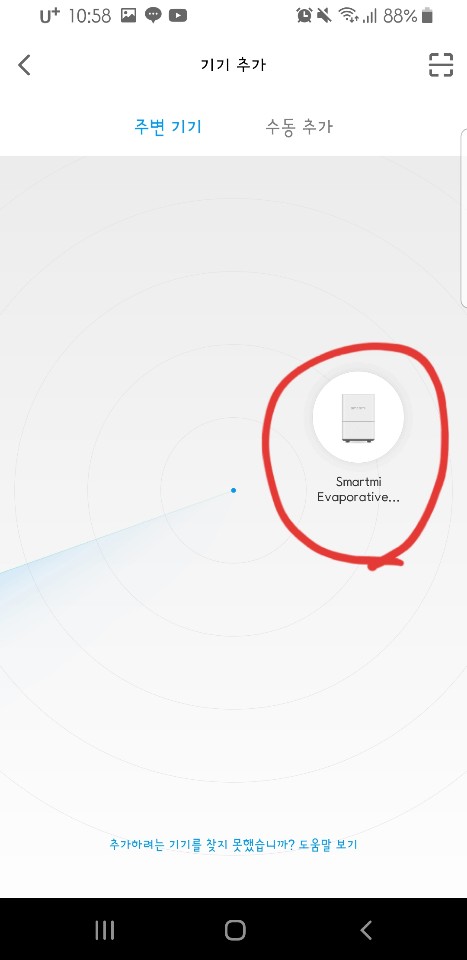 U+ 10:58 88%
기기 추가
주변 기기 수동 추가
Smartmi
Evaporative...
추가하려는 기기를 찾지 못했습니까? 도움말 보기